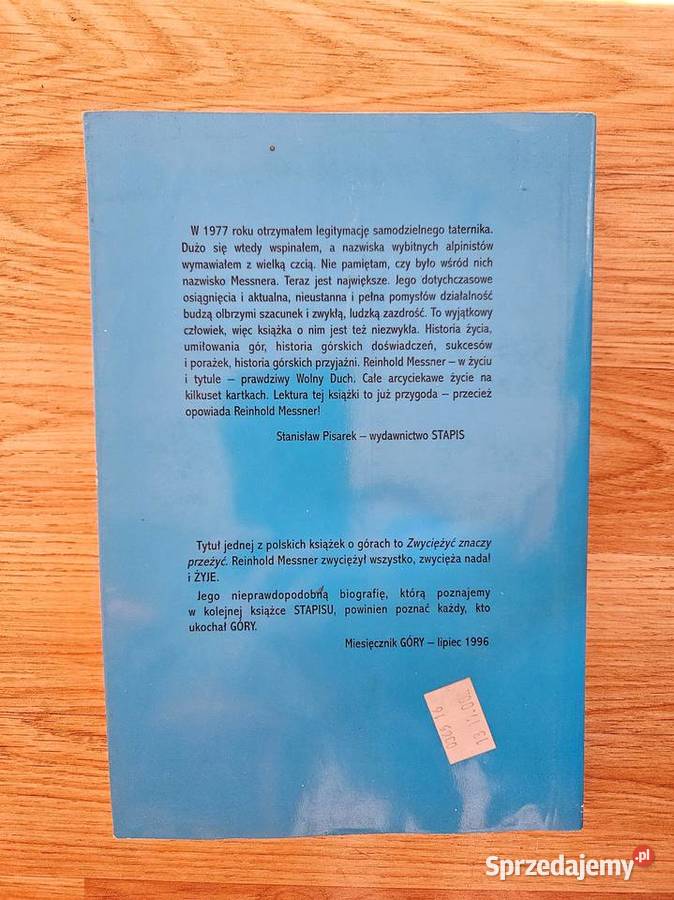 W 1977 roku otrzymałem legitymację samodzielnego taternika.
Dużo się wtedy wspinałem, a nazwiska wybitnych alpinistów
wymawiałem z wielką czcią. Nie pamiętam, czy było wśród nich
nazwisko Messnera. Teraz jest największe. Jego dotychczasowe
osiągnięcia i aktualna, nieustanna i pełna pomysłów działalność
budzą olbrzymi szacunek i zwykłą, ludzką zazdrość. To wyjątkowy
człowiek, więc książka o nim jest też niezwykła. Historia życia,
umiłowania gór, historia górskich doświadczeń, sukcesów
i porażek, historia górskich przyjaźni. Reinhold Messner – w życiu
i tytule – prawdziwy Wolny Duch. Całe arcyciekawe życie na
kilkuset kartkach. Lektura tej książki to już przygoda – przecież
opowiada Reinhold Messner!
Stanisław Pisarek – wydawnictwo STAPIS
Tytuł jednej z polskich książek o górach to Zwyciężyć znaczy
przeżyć. Reinhold Messner zwyciężył wszystko, zwycięża nadal
i ŻYJE.
Jego nieprawdopodobną biografię, którą poznajemy
w kolejnej książce STAPISU, powinien poznać każdy, kto
ukochał GÓRY.
Miesięcznik GÓRY – lipiec 1996
0365 16
Sprzedajemy.pl